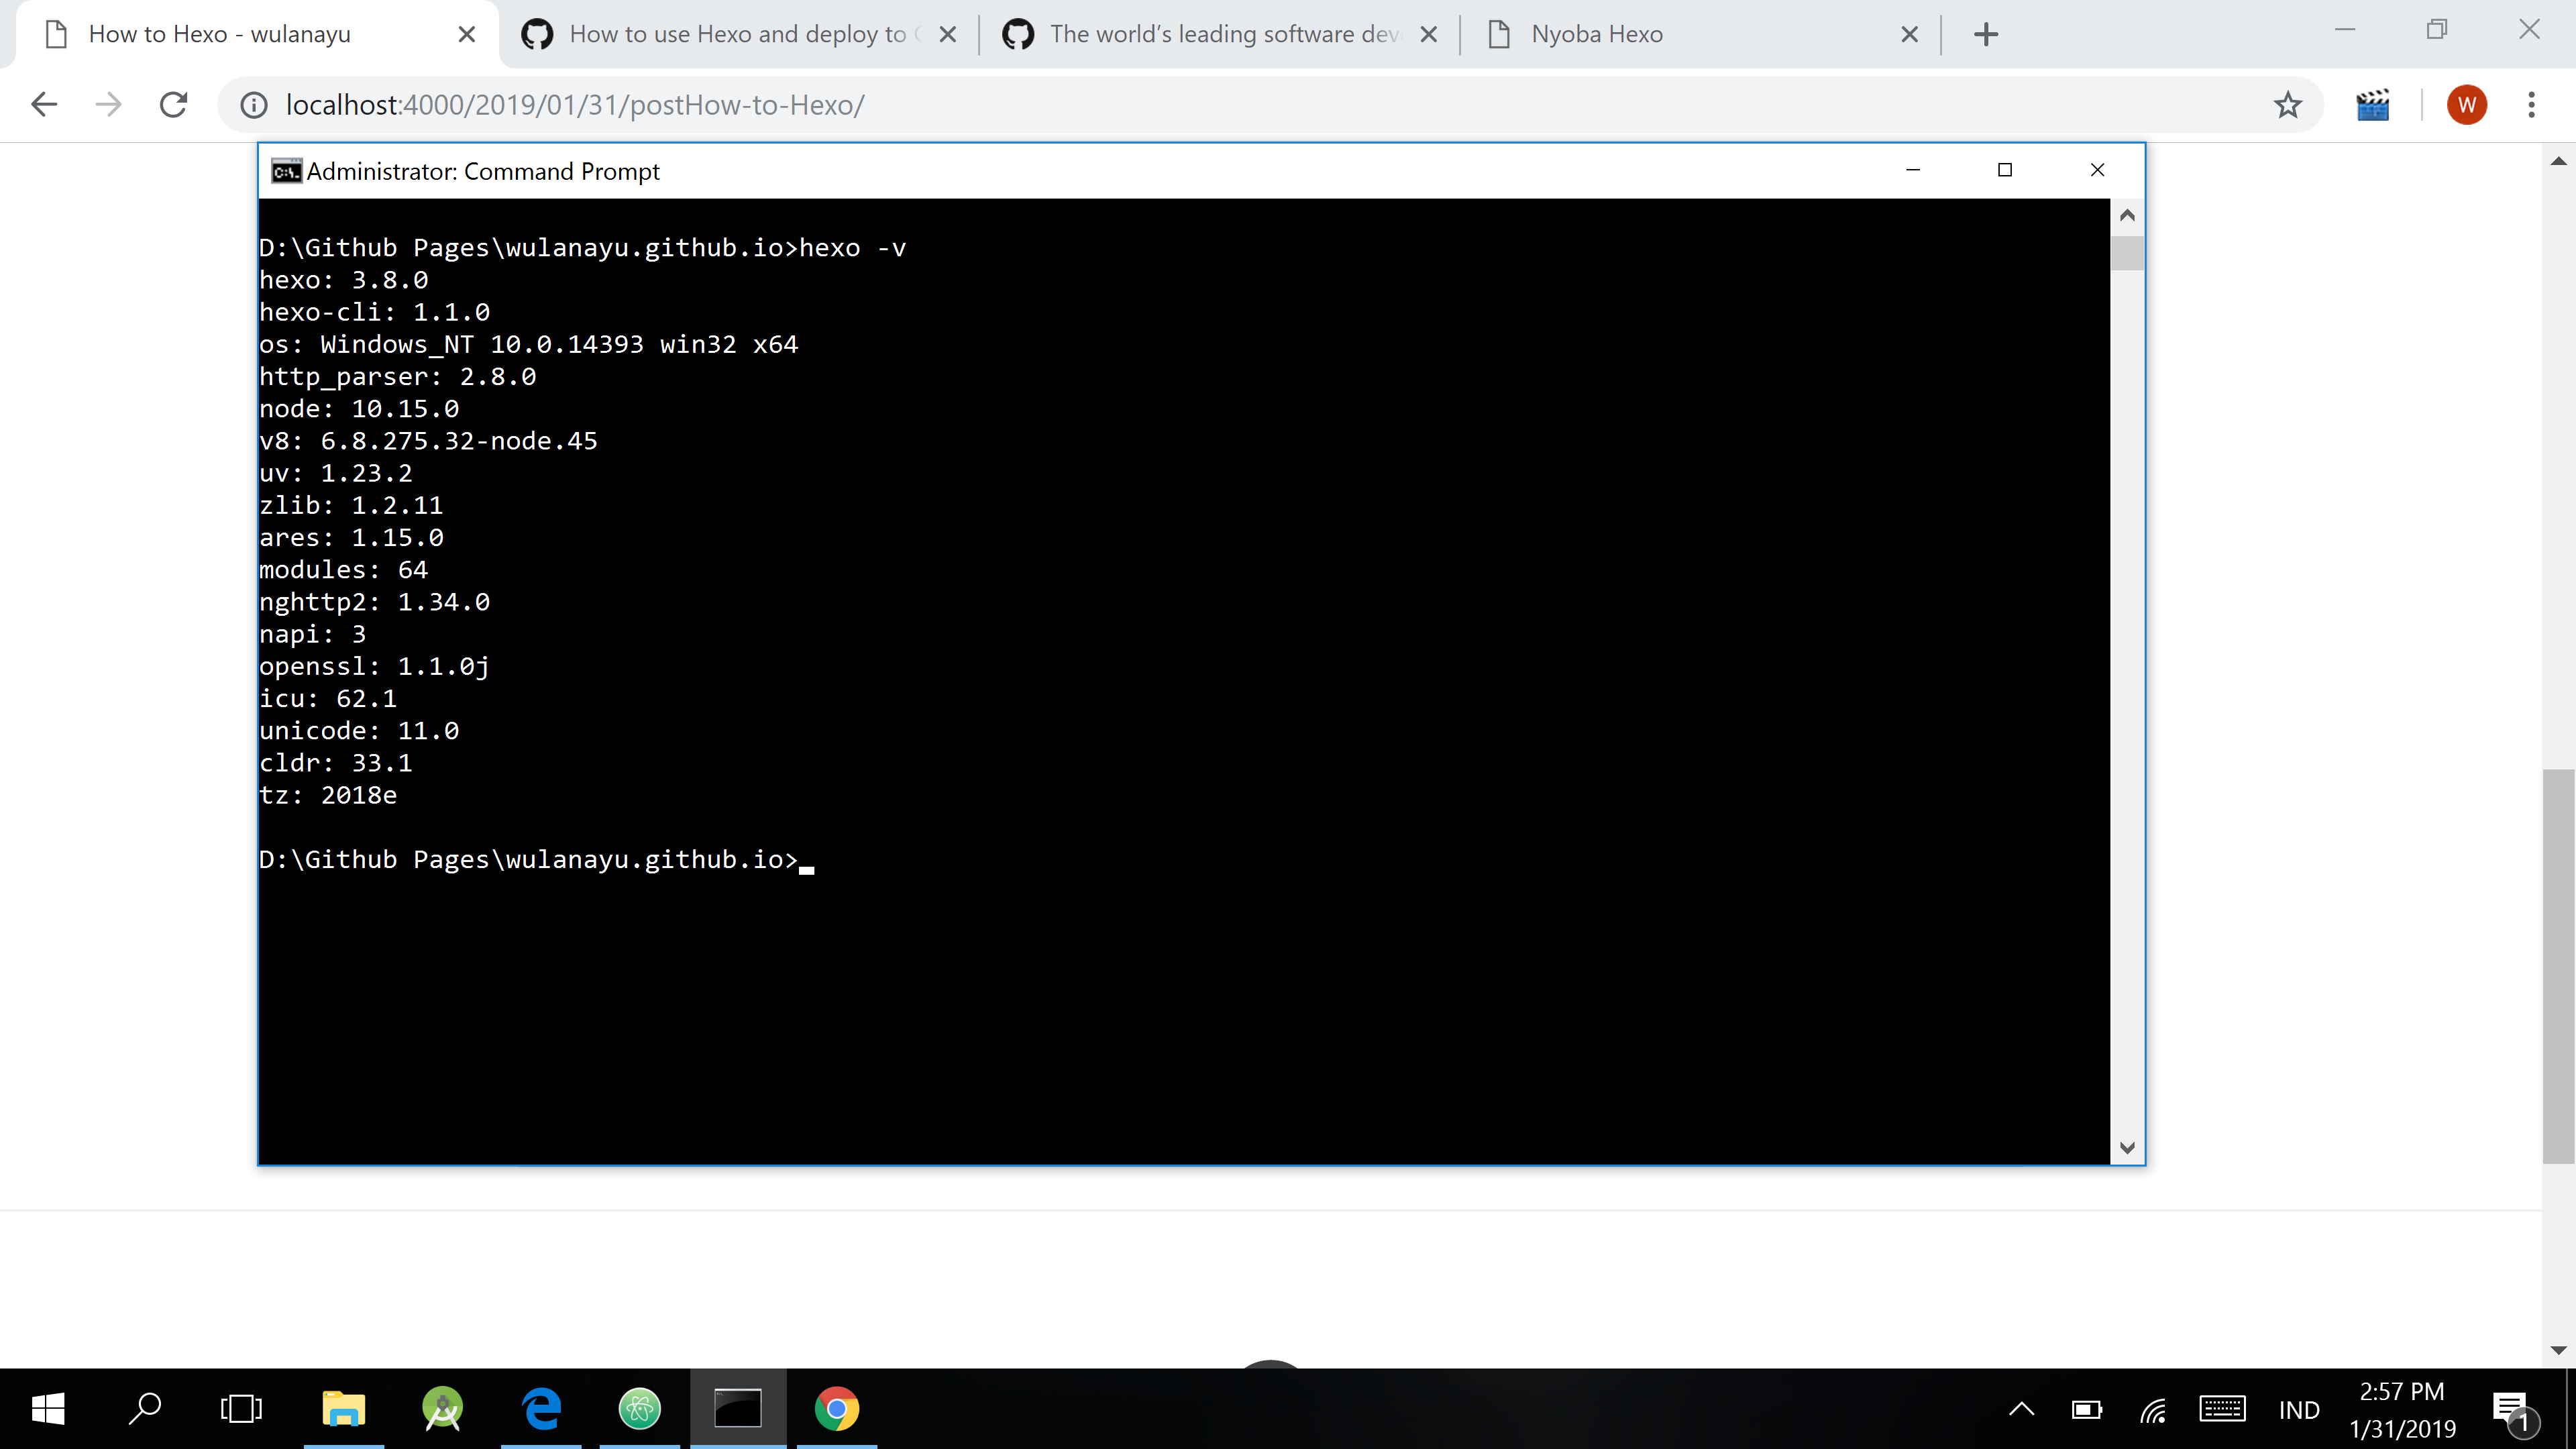 How to Hexo - wulanayu
How to use Hexo and deploy to
The world's leading software dev
Nyoba Hexo
localhost:4000/2019/01/31/postHow-to-Hexo/
W
Administrator: Command Prompt
D:\Github Pages\wulanayu.github.io>hexo -v
hexo: 3.8.0
hexo-cli: 1.1.0
os: Windows_NT 10.0.14393 win32 x64
http_parser: 2.8.0
node: 10.15.0
v8: 6.8.275.32-node.45
uv: 1.23.2
zlib: 1.2.11
ares: 1.15.0
modules: 64
nghttp2: 1.34.0
napi: 3
openssl: 1.1.0j
icu: 62.1
unicode: 11.0
cldr: 33.1
tz: 2018e
D:\Github Pages\wulanayu.github.io>
IND
2:57 PM
1/31/2019
1